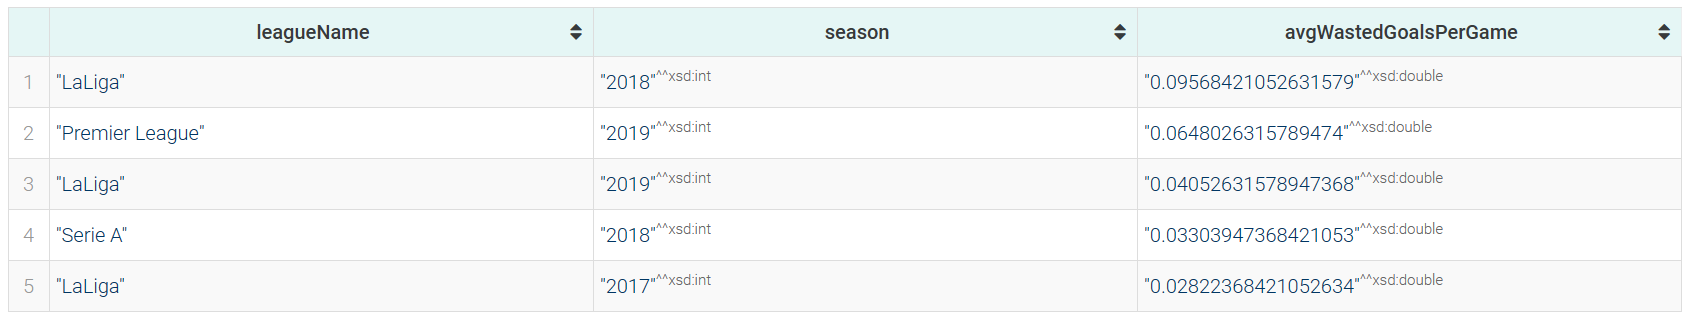 leagueName season avgWastedGoalsPerGame
1 "LaLiga" "2018"^^xsd:int "0.09568421052631579"^^xsd:double
2 "Premier League" "2019"^^xsd:int "0.0648026315789474"^^xsd:double
3 "LaLiga" "2019"^^xsd:int "0.04052631578947368"^^xsd:double
4 "Serie A" "2018"^^xsd:int "0.03303947368421053"^^xsd:double
5 "LaLiga" "2017"^^xsd:int "0.02822368421052634"^^xsd:double